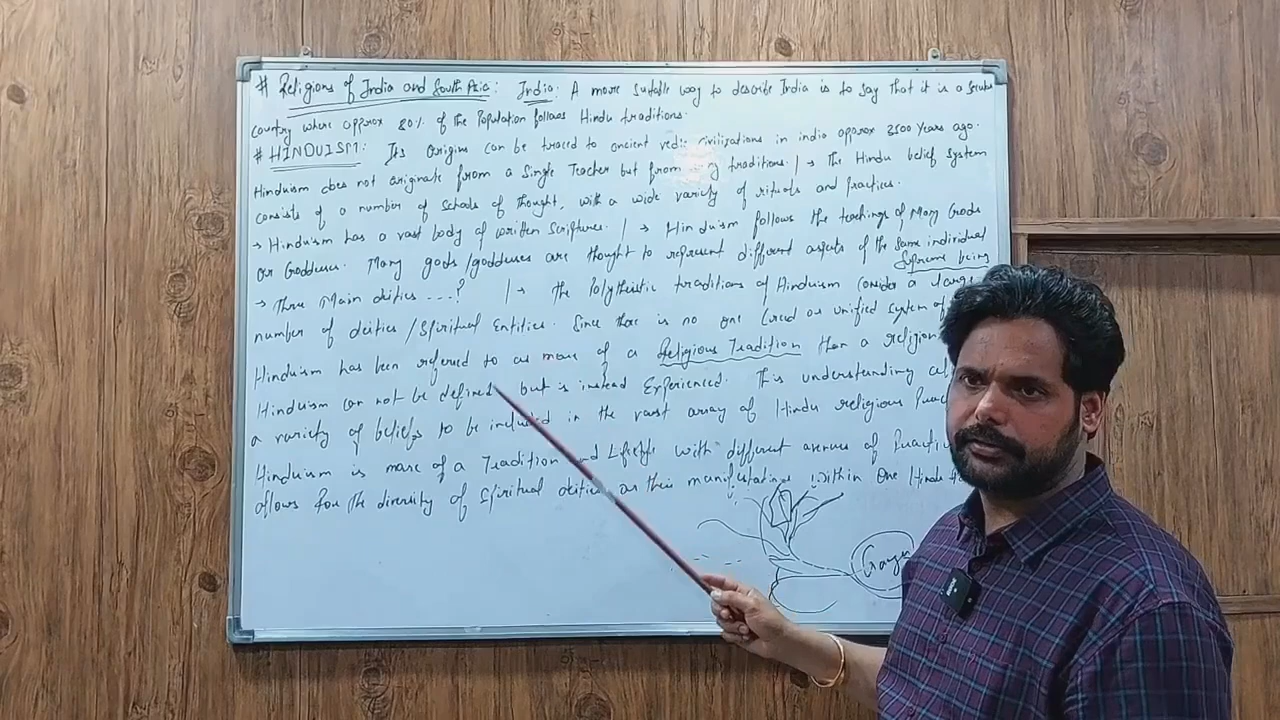 # Religions of India and South Asia: India: A more Suitable way to describe India is to say that it is a Secular
Country where approx 80% of the Population follows Hindu traditions.
# HINDUISM: Its Origins can be traced to ancient vedic civilisations in india approx 3500 Years ago.
Hinduism does not originate from a Single Teacher but from many traditions. | → The Hindu belief System
consists of a number of Schools of thought, with a wide variety of rituals and Practices.
→ Hinduism has a vast body of written Scriptures. | → Hinduism follows the teachings of Many Gods
or Goddesses. Many gods/goddesses are thought to represent different aspects of the same individual
Supreme being
→ Three Main deities ...? | → The Polytheistic traditions of Hinduism Consider a large
number of deities / Spiritual Entities. Since there is no one Creed or unified System of
Hinduism has been referred to as more of a Religious Tradition than a religion
Hinduism can not be defined but is instead Experienced. This understanding
a variety of beliefs to be included in the vast array of Hindu religious
Hinduism is more of a Tradition and Lifestyle with different avenues of
allows for the diversity of Spiritual deities or their manifestations within One Hindu